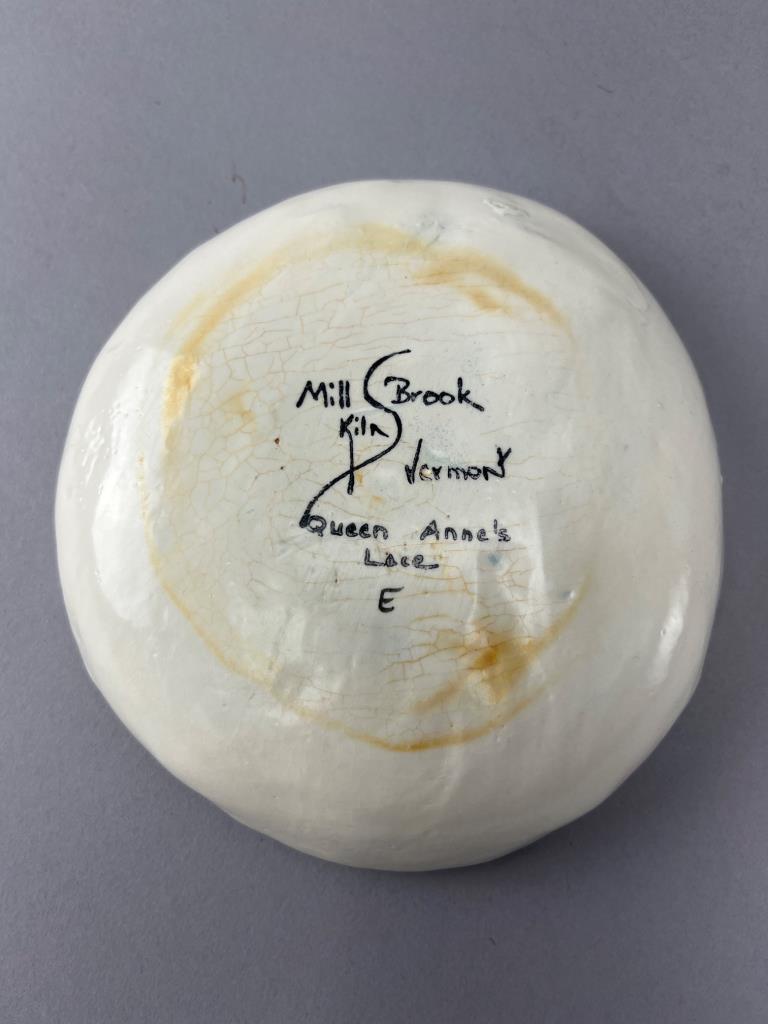 Mill Brook
Kiln
Vermont
Queen Anne's
Lace
E